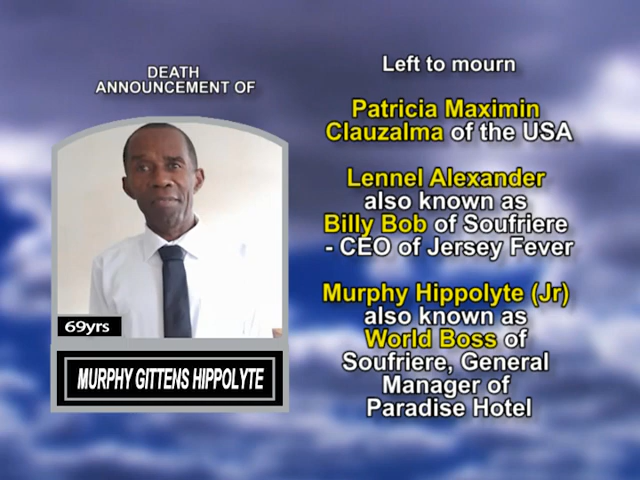 DEATH
ANNOUNCEMENT OF
69yrs
MURPHY GITTENS HIPPOLYTE
Left to mourn
Patricia Maximin
Clauzalma of the USA
Lennel Alexander
also known as
Billy Bob of Soufriere
- CEO of Jersey Fever
Murphy Hippolyte (Jr)
also known as
World Boss of
Soufriere, General
Manager of
Paradise Hotel